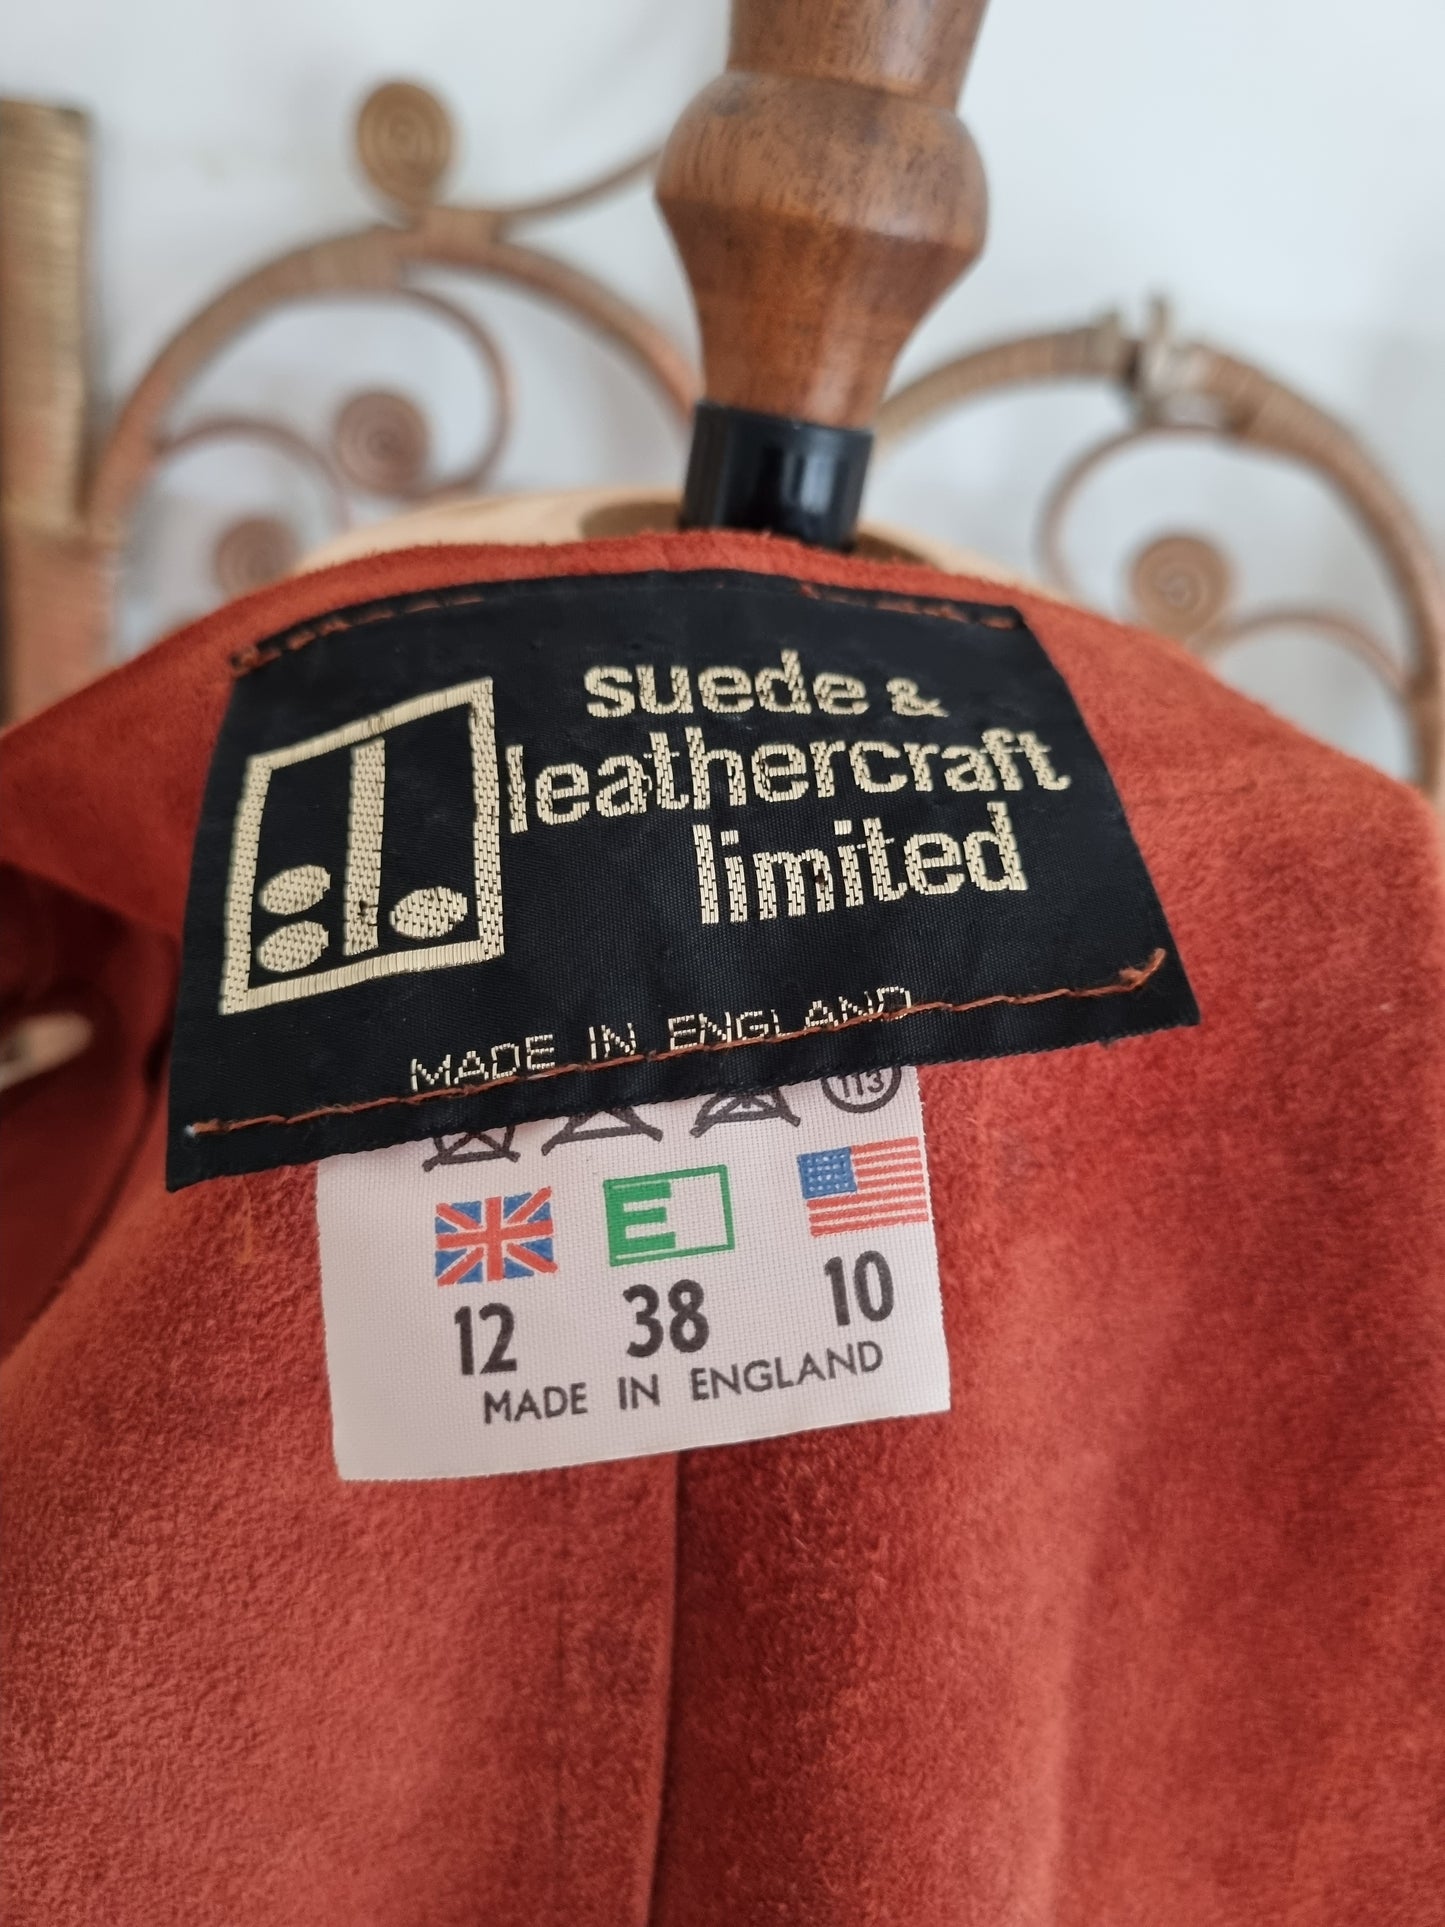 suede &
leathercraft
limited
MADE IN ENGLAND
113
E
12 38 10
MADE IN ENGLAND